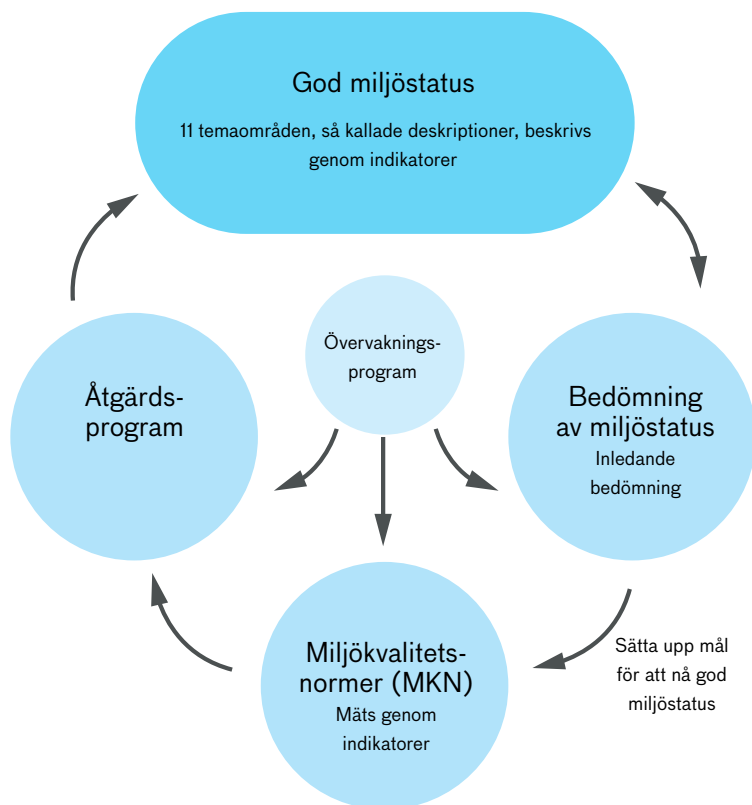 God miljöstatus
11 temaområden, så kallade deskriptioner, beskrivs
genom indikatorer
Övervaknings-
program
Åtgärds-
program
Bedömning
av miljöstatus
Inledande
bedömning
Miljökvalitets-
normer (MKN)
Mäts genom
indikatorer
Sätta upp mål
för att nå god
miljöstatus